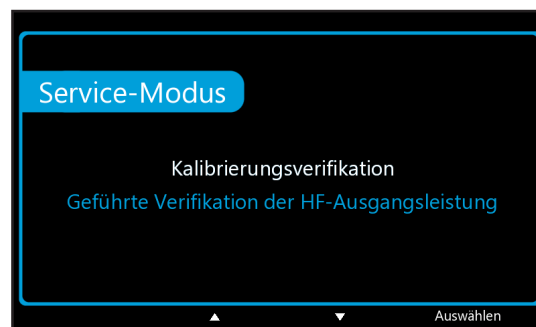 Service-Modus
Kalibrierungsverifikation
Geführte Verifikation der HF-Ausgangsleistung
Auswählen